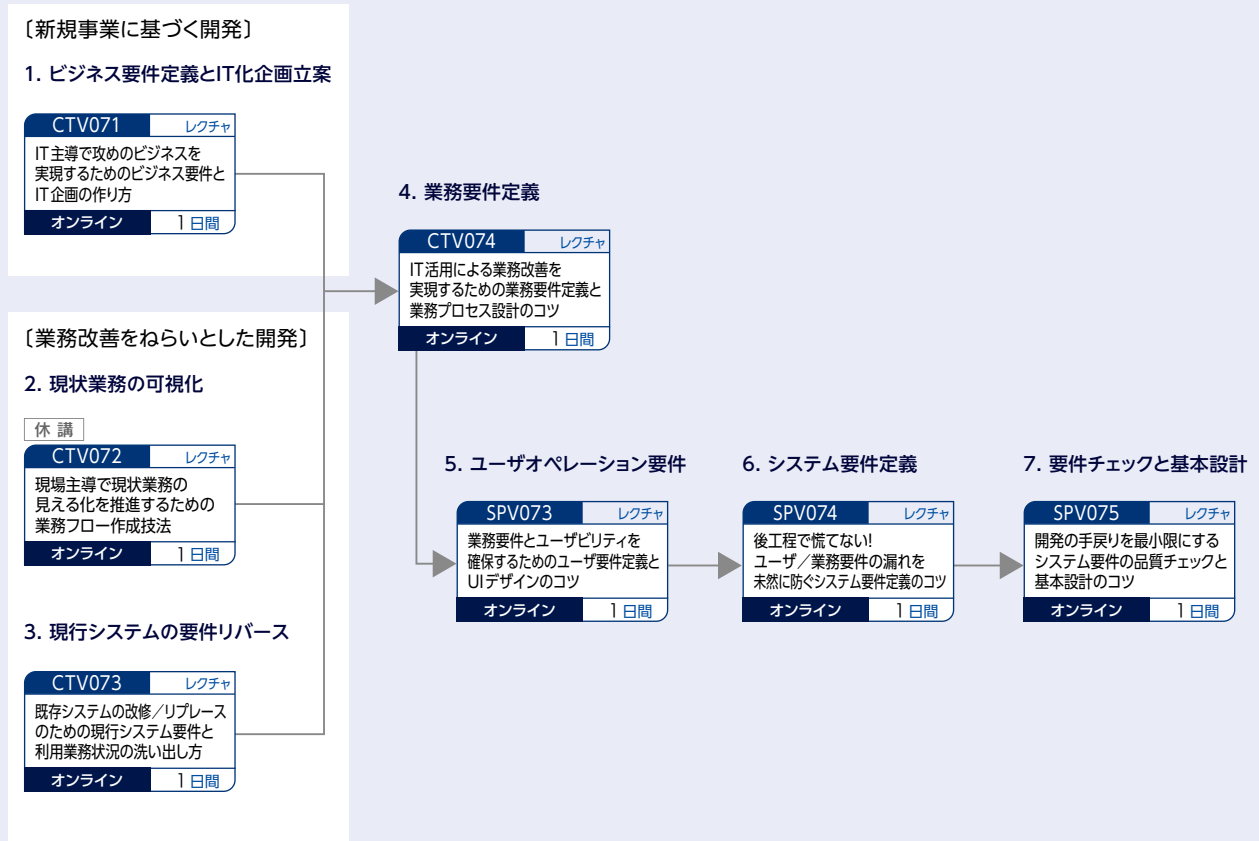 〔新規事業に基づく開発〕
1. ビジネス要件定義とIT化企画立案
CTV071 レクチャ
IT主導で攻めのビジネスを
実現するためのビジネス要件と
IT企画の作り方
オンライン 1日間
〔業務改善をねらいとした開発〕
2. 現状業務の可視化
休 講
CTV072 レクチャ
現場主導で現状業務の
見える化を推進するための
業務フロー作成技法
オンライン 1日間
3. 現行システムの要件リバース
CTV073 レクチャ
既存システムの改修／リプレース
のための現行システム要件と
利用業務状況の洗い出し方
オンライン 1日間
4. 業務要件定義
CTV074 レクチャ
IT活用による業務改善を
実現するための業務要件定義と
業務プロセス設計のコツ
オンライン 1日間
5. ユーザオペレーション要件
SPV073 レクチャ
業務要件とユーザビリティを
確保するためのユーザ要件定義と
UIデザインのコツ
オンライン 1日間
6. システム要件定義
SPV074 レクチャ
後工程で慌てない!
ユーザ／業務要件の漏れを
未然に防ぐシステム要件定義のコツ
オンライン 1日間
7. 要件チェックと基本設計
SPV075 レクチャ
開発の手戻りを最小限にする
システム要件の品質チェックと
基本設計のコツ
オンライン 1日間